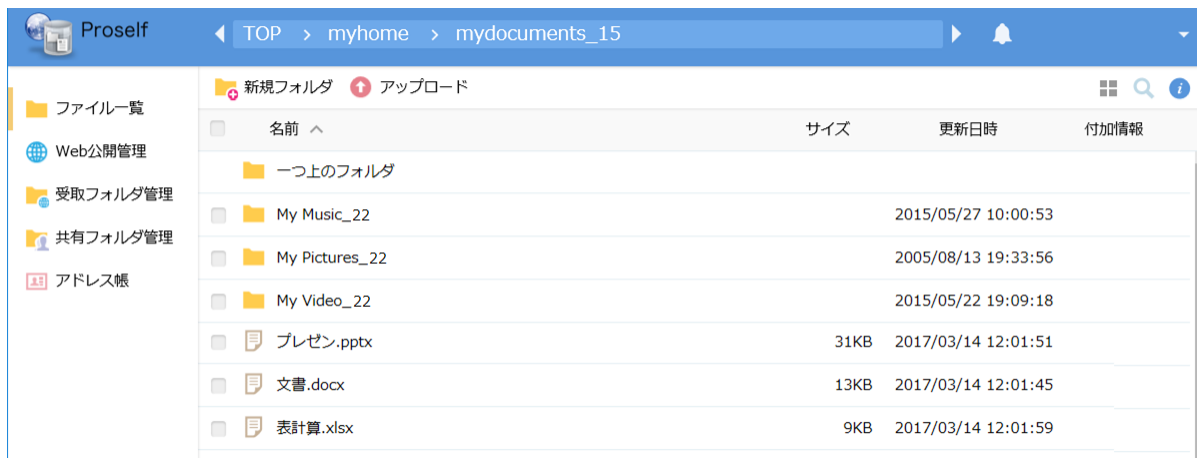 Proself
TOP > myhome > mydocuments_15
新規フォルダ アップロード
ファイル一覧
Web公開管理
受取フォルダ管理
共有フォルダ管理
アドレス帳
名前 サイズ 更新日時 付加情報
一つ上のフォルダ
My Music_22 2015/05/27 10:00:53
My Pictures_22 2005/08/13 19:33:56
My Video_22 2015/05/22 19:09:18
プレゼン.pptx 31KB 2017/03/14 12:01:51
文書.docx 13KB 2017/03/14 12:01:45
表計算.xlsx 9KB 2017/03/14 12:01:59